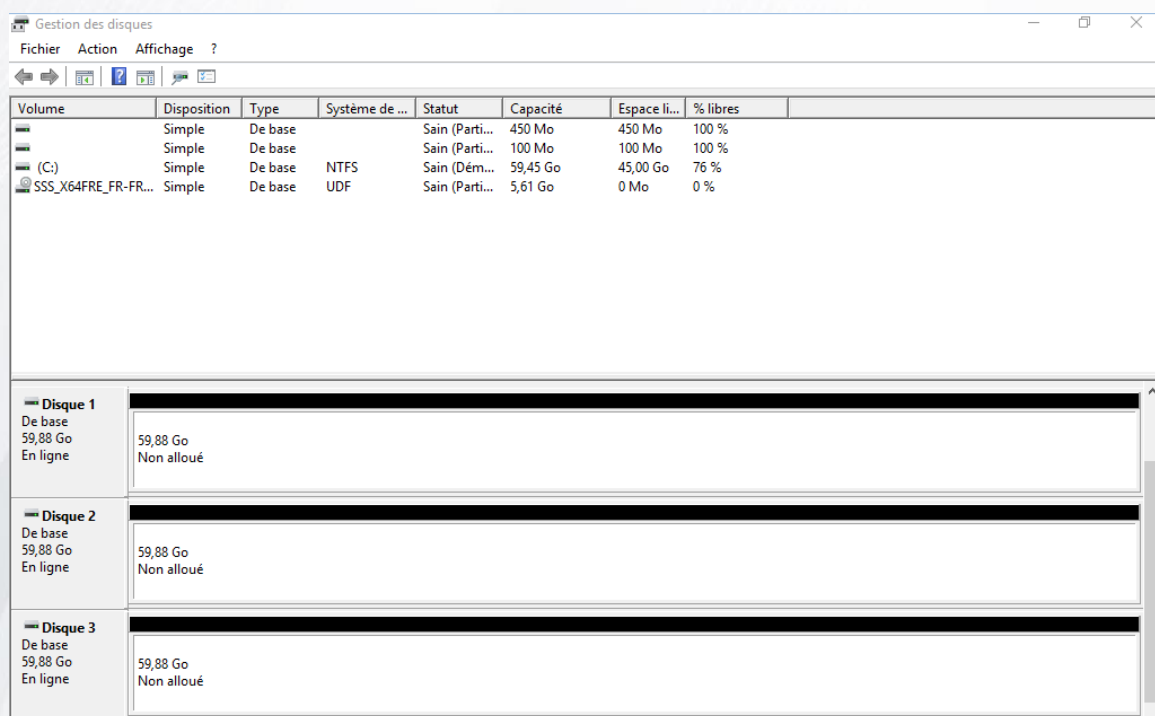 Gestion des disques
Fichier Action Affichage ?
Volume Disposition Type Système de ... Statut Capacité Espace li... % libres
Simple De base Sain (Parti... 450 Mo 450 Mo 100 %
Simple De base Sain (Parti... 100 Mo 100 Mo 100 %
(C:) Simple De base NTFS Sain (Dém... 59,45 Go 45,00 Go 76 %
SSS_X64FRE_FR-FR... Simple De base UDF Sain (Parti... 5,61 Go 0 Mo 0 %
Disque 1
De base
59,88 Go
En ligne
59,88 Go
Non alloué
Disque 2
De base
59,88 Go
En ligne
59,88 Go
Non alloué
Disque 3
De base
59,88 Go
En ligne
59,88 Go
Non alloué